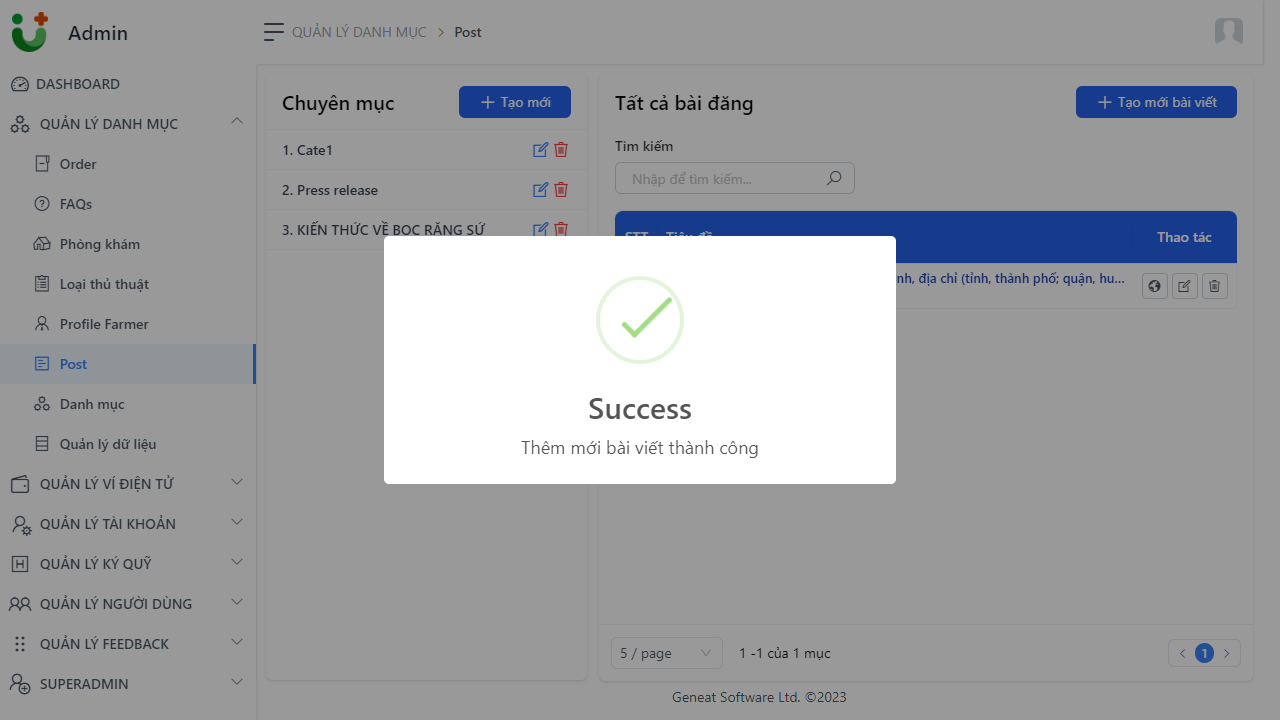 Admin
QUẢN LÝ DANH MỤC > Post
DASHBOARD
QUẢN LÝ DANH MỤC
Order
FAQs
Phòng khám
Loại thủ thuật
Profile Farmer
Post
Danh mục
Quản lý dữ liệu
QUẢN LÝ VÍ ĐIỆN TỬ
QUẢN LÝ TÀI KHOẢN
QUẢN LÝ KÝ QUỸ
QUẢN LÝ NGƯỜI DÙNG
QUẢN LÝ FEEDBACK
SUPERADMIN
Chuyên mục
Tạo mới
1. Cate1
2. Press release
3. KIẾN THỨC VỀ BỌC RĂNG SỨ
Tất cả bài đăng
Tạo mới bài viết
Tìm kiếm
Nhập để tìm kiếm...
STT Tiêu đề Thao tác
nh, địa chỉ (tỉnh, thành phố; quận, hu...
Success
Thêm mới bài viết thành công
5 / page
1 -1 của 1 mục
1
Geneat Software Ltd. ©2023